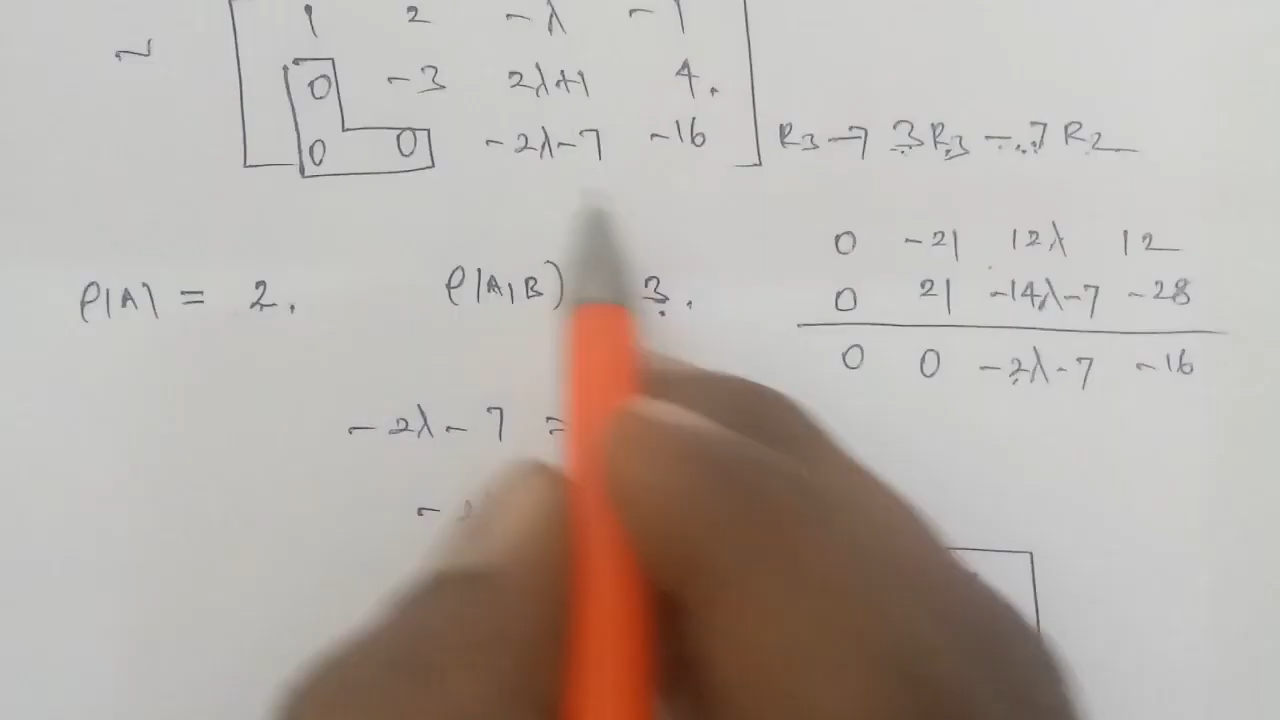 1 2 -λ -1
~ 0 -3 2λ+1 4.
0 0 -2λ-7 -16 R3 → 3R3 - 7R2
0 -21 12λ 12
ρ(A) = 2. ρ(A,B) 3. 0 21 -14λ-7 -28
0 0 -2λ-7 -16
-2λ-7 =
-